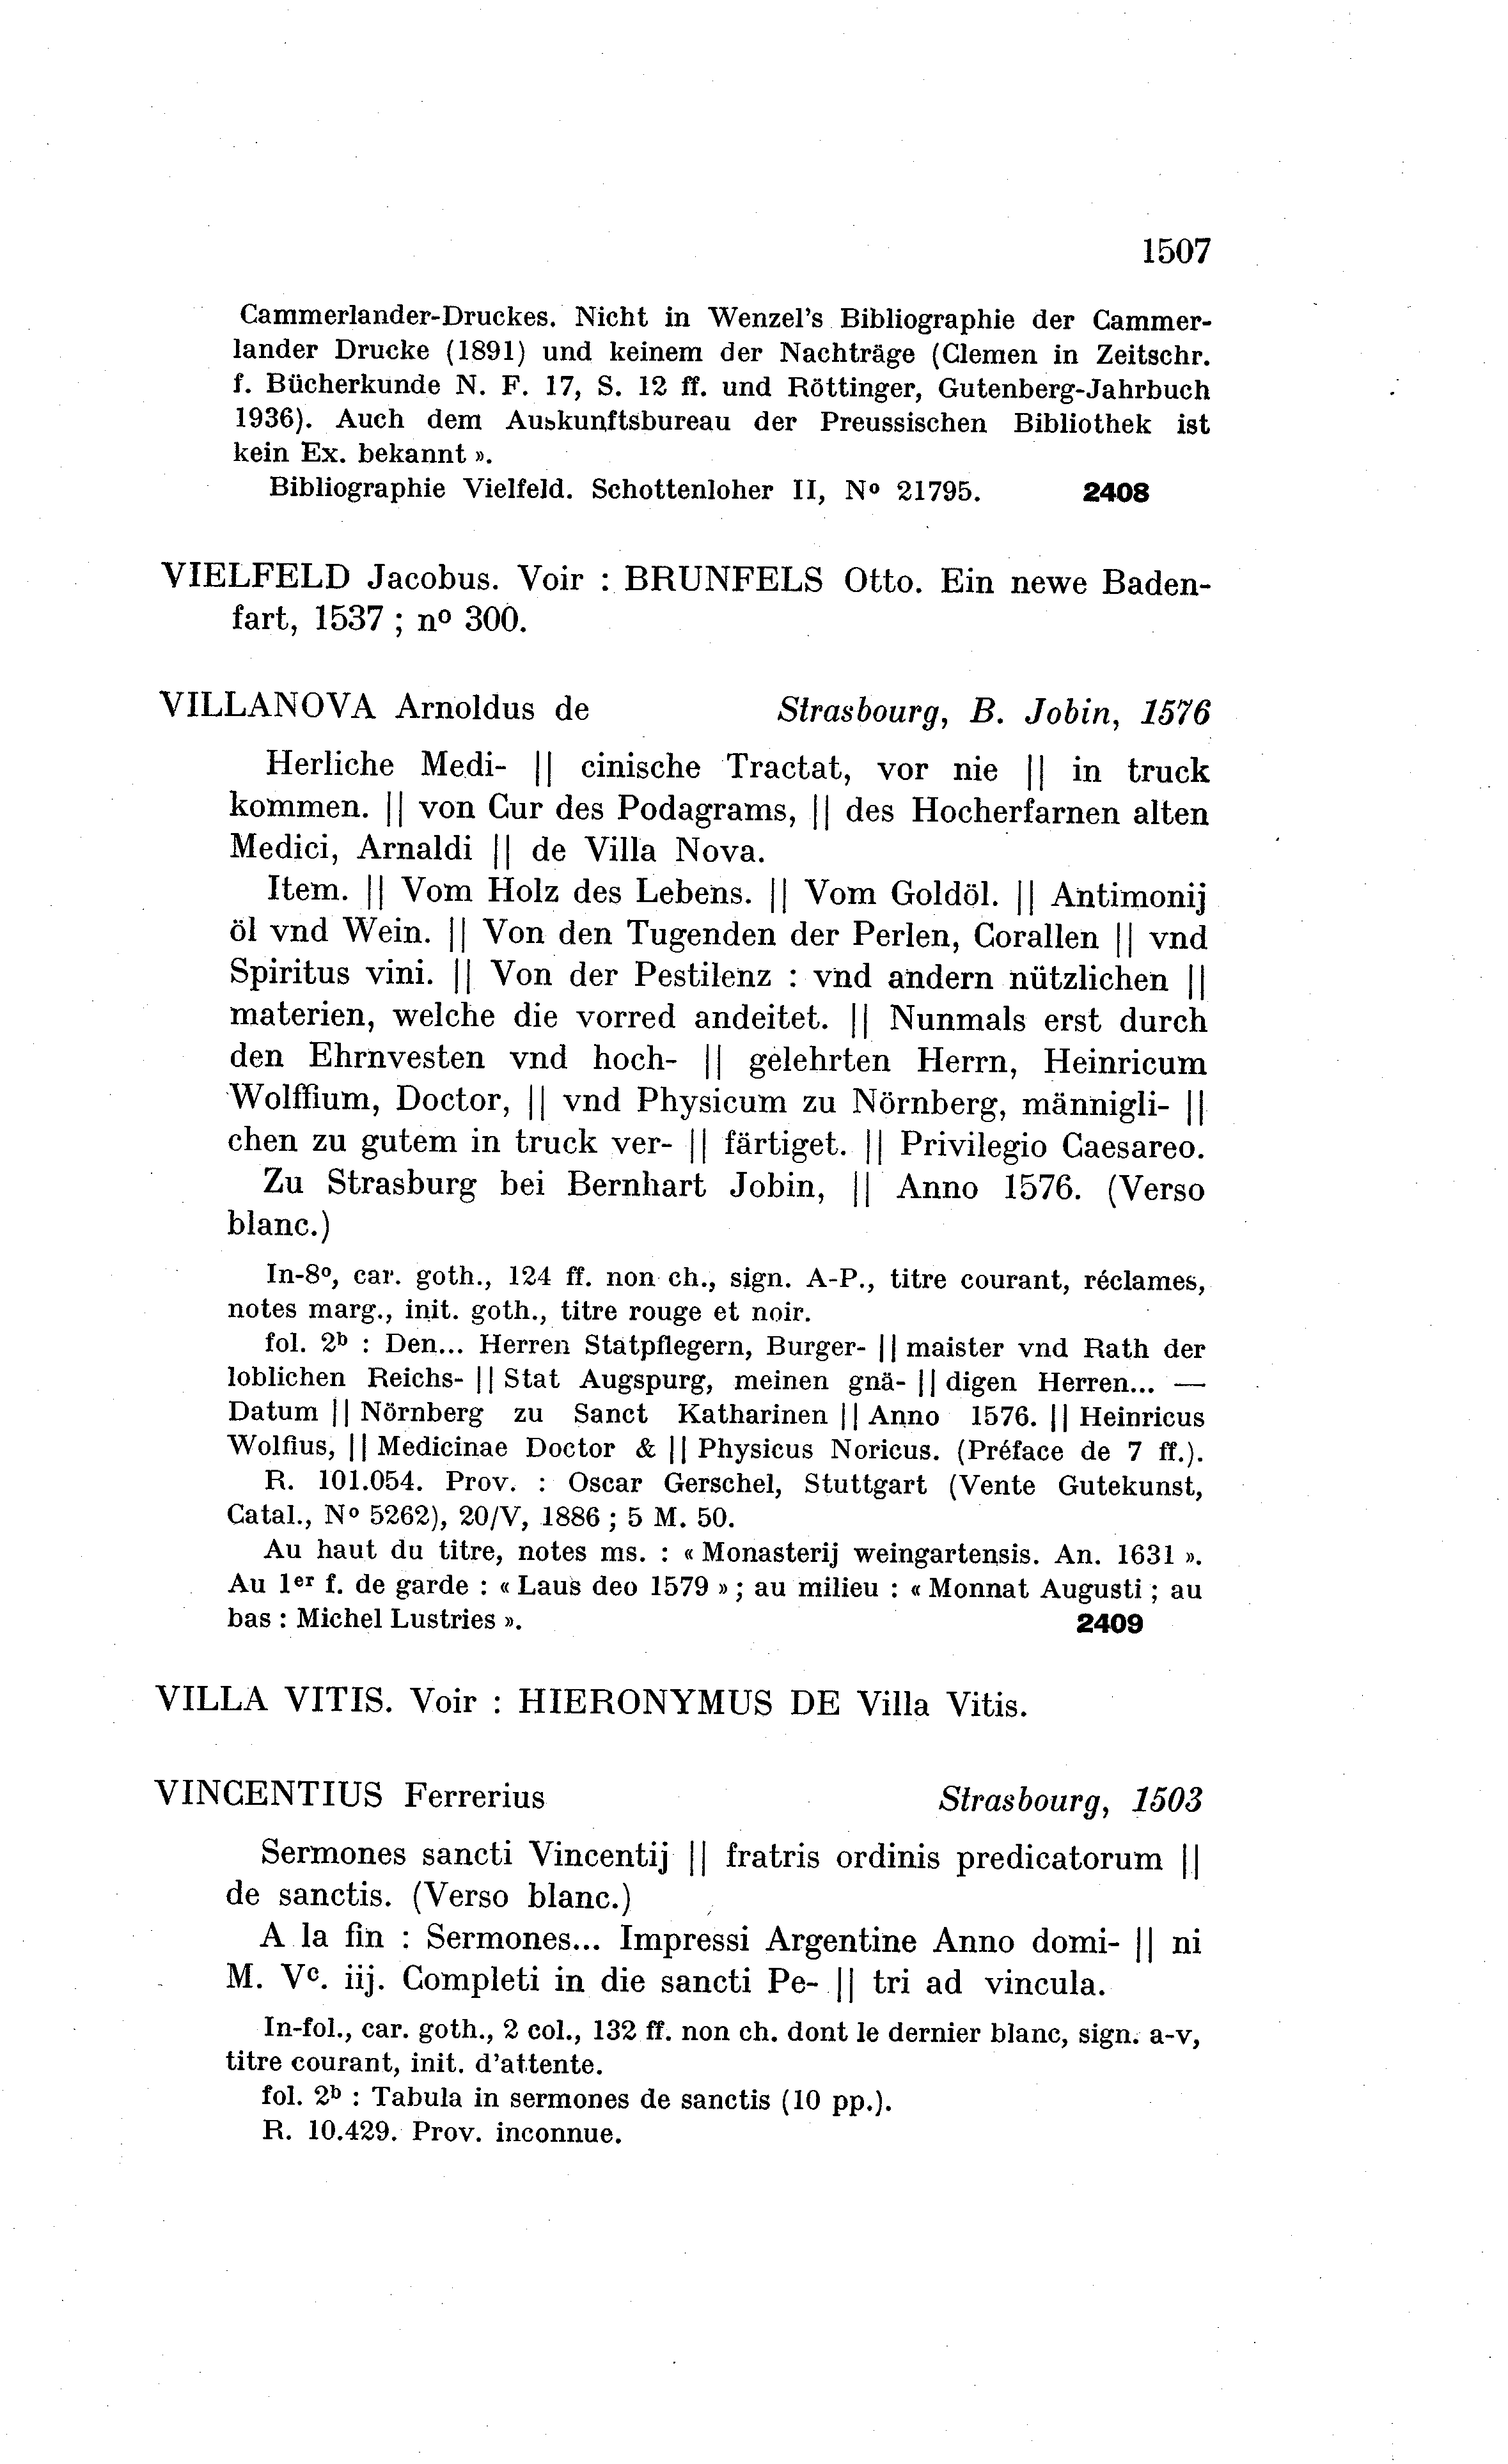 1507
Cammerlander-Druckes. Nicht in Wenzel's Bibliographie der Cammer-
lander Drucke (1891) und keinem der Nachträge (Clemen in Zeitschr.
f. Bücherkunde N. F. 17, S. 12 ff. und Röttinger, Gutenberg-Jahrbuch
1936). Auch dem Auskunftsbureau der Preussischen Bibliothek ist
kein Ex. bekannt ».
Bibliographie Vielfeld. Schottenloher II, Nº 21795. 2408
VIELFELD Jacobus. Voir : BRUNFELS Otto. Ein newe Baden-
fart, 1537 ; nº 300.
VILLANOVA Arnoldus de Strasbourg, B. Jobin, 1576
Herliche Medi- || cinische Tractat, vor nie || in truck
kommen. || von Cur des Podagrams, || des Hocherfarnen alten
Medici, Arnaldi || de Villa Nova.
Item. || Vom Holz des Lebens. || Vom Goldöl. || Antimonij
öl vnd Wein. || Von den Tugenden der Perlen, Corallen || vnd
Spiritus vini. || Von der Pestilenz : vnd andern nützlichen ||
materien, welche die vorred andeitet. || Nunmals erst durch
den Ehrnvesten vnd hoch- || gelehrten Herrn, Heinricum
Wolffium, Doctor, || vnd Physicum zu Nörnberg, männigli- ||
chen zu gutem in truck ver- || färtiget. || Privilegio Caesareo.
Zu Strasburg bei Bernhart Jobin, || Anno 1576. (Verso
blanc.)
In-8º, car. goth., 124 ff. non ch., sign. A-P., titre courant, réclames,
notes marg., init. goth., titre rouge et noir.
fol. 2ᵇ : Den... Herren Statpflegern, Burger- || maister vnd Rath der
loblichen Reichs- || Stat Augspurg, meinen gnä- || digen Herren... —
Datum || Nörnberg zu Sanct Katharinen || Anno 1576. || Heinricus
Wolfius, || Medicinae Doctor & || Physicus Noricus. (Préface de 7 ff.).
R. 101.054. Prov. : Oscar Gerschel, Stuttgart (Vente Gutekunst,
Catal., Nº 5262), 20/V, 1886 ; 5 M. 50.
Au haut du titre, notes ms. : « Monasterij weingartensis. An. 1631 ».
Au 1ᵉʳ f. de garde : « Laus deo 1579 » ; au milieu : « Monnat Augusti ; au
bas : Michel Lustries ». 2409
VILLA VITIS. Voir : HIERONYMUS DE Villa Vitis.
VINCENTIUS Ferrerius Strasbourg, 1503
Sermones sancti Vincentij || fratris ordinis predicatorum ||
de sanctis. (Verso blanc.)
A la fin : Sermones... Impressi Argentine Anno domi- || ni
M. Vᶜ. iij. Completi in die sancti Pe- || tri ad vincula.
In-fol., car. goth., 2 col., 132 ff. non ch. dont le dernier blanc, sign. a-v,
titre courant, init. d'attente.
fol. 2ᵇ : Tabula in sermones de sanctis (10 pp.).
R. 10.429. Prov. inconnue.